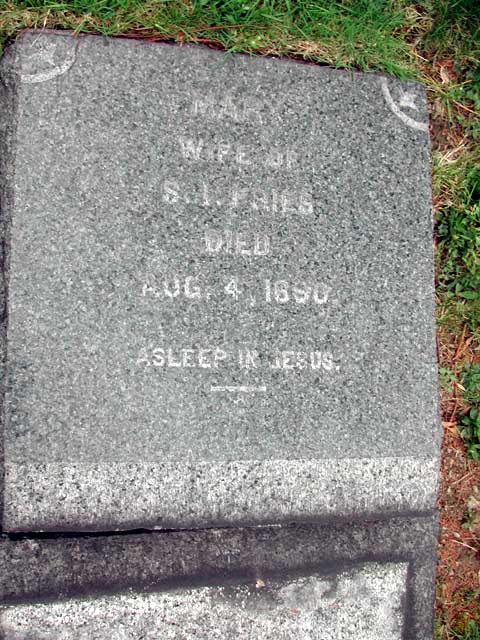 MARY
WIFE OF
S. I. FRIES
DIED
AUG. 4, 1890.
ASLEEP IN JESUS.